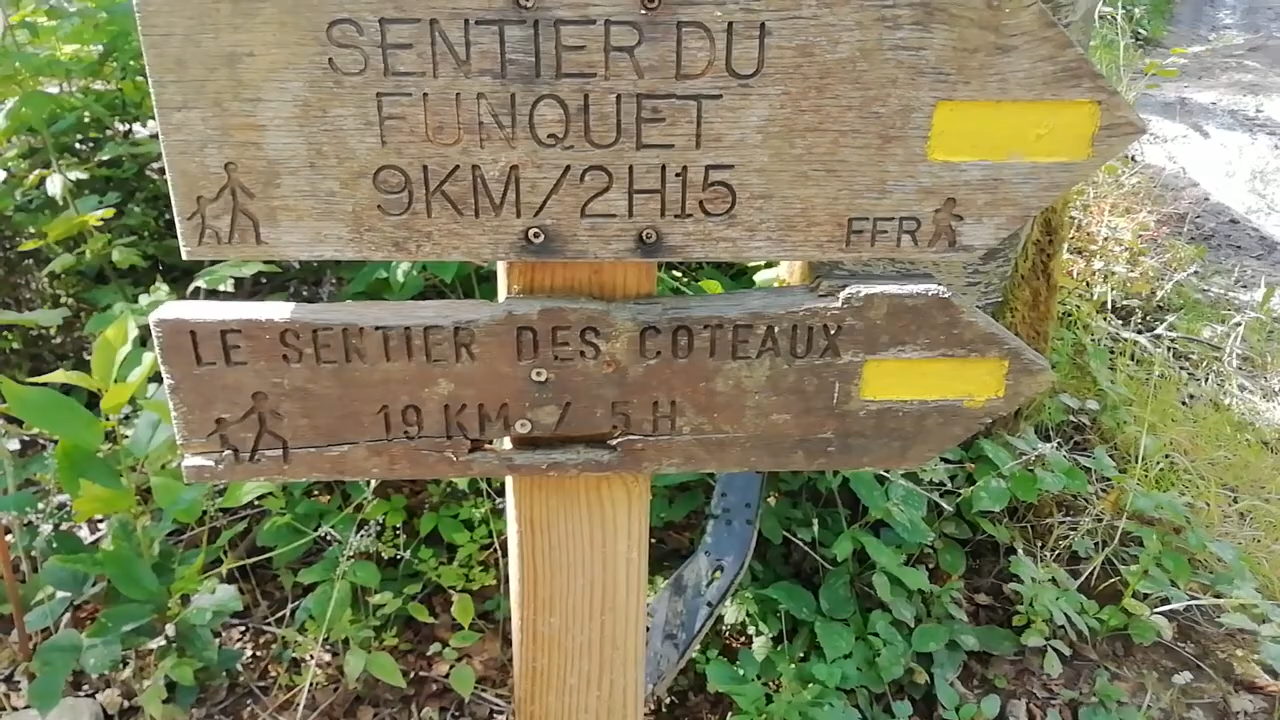 SENTIER DU
FUNQUET
9KM/2H15
FFR
LE SENTIER DES COTEAUX
19 KM / 5 H